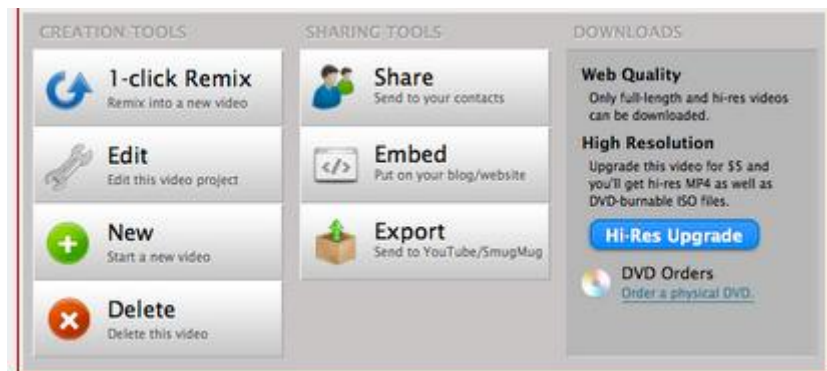 CREATION TOOLS
1-click Remix
Remix into a new video
Edit
Edit this video project
New
Start a new video
Delete
Delete this video
SHARING TOOLS
Share
Send to your contacts
</>
Embed
Put on your blog/website
Export
Send to YouTube/SmugMug
DOWNLOADS
Web Quality
Only full-length and hi-res videos
can be downloaded.
High Resolution
Upgrade this video for $5 and
you'll get hi-res MP4 as well as
DVD-burnable ISO files.
Hi-Res Upgrade
DVD Orders
Order a physical DVD.